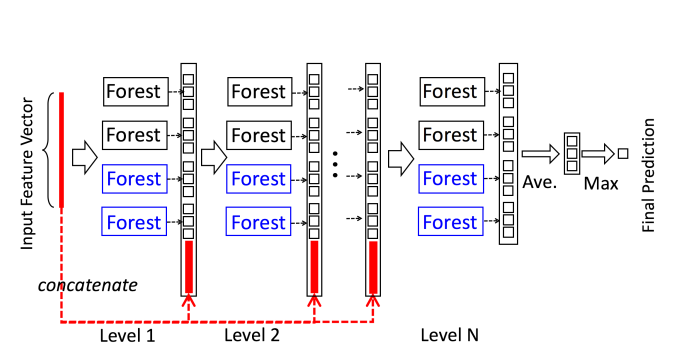 Input Feature Vector
Forest
Forest
Forest
Forest
Forest
Forest
Forest
Forest
Forest
Forest
Forest
Forest
Ave.
Max
Final Prediction
concatenate
Level 1
Level 2
Level N